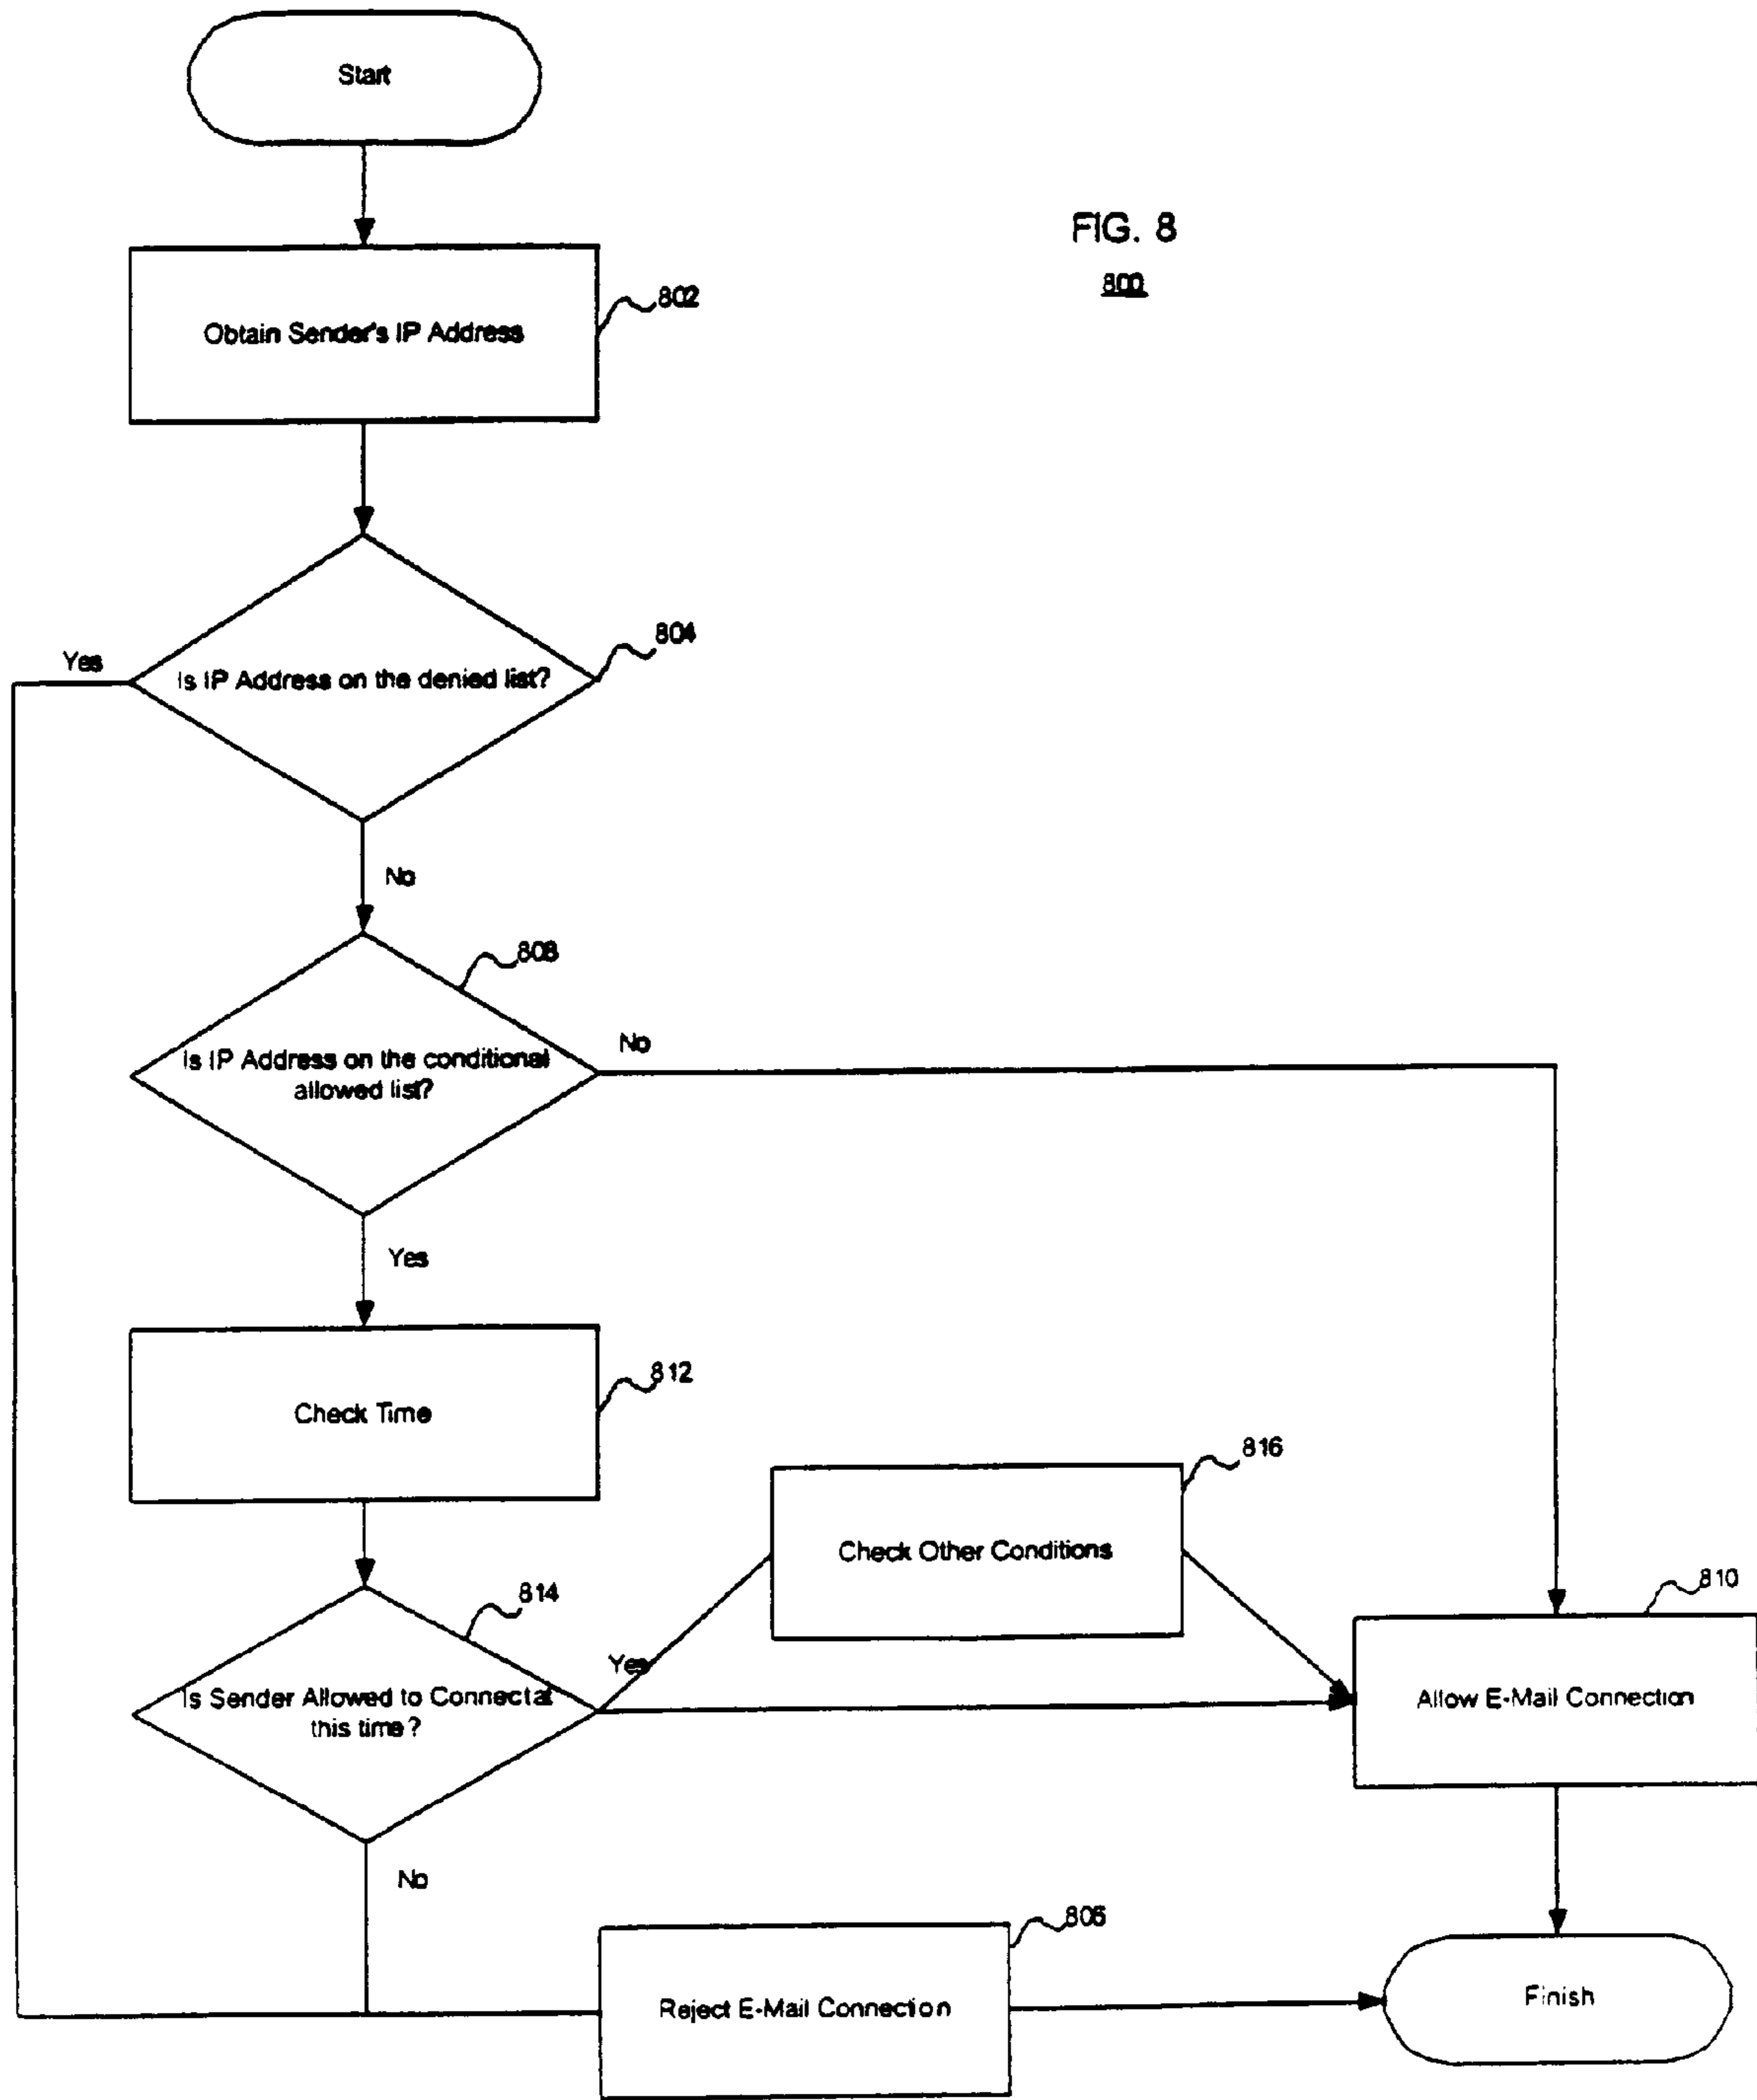 Start
FIG. 8
800
802
Obtain Sender's IP Address
804
Yes
Is IP Address on the denied list?
No
808
No
Is IP Address on the conditional
allowed list?
Yes
812
Check Time
816
Check Other Conditions
814
810
Yes
Is Sender Allowed to Connect at
this time?
Allow E-Mail Connection
No
806
Reject E-Mail Connection
Finish